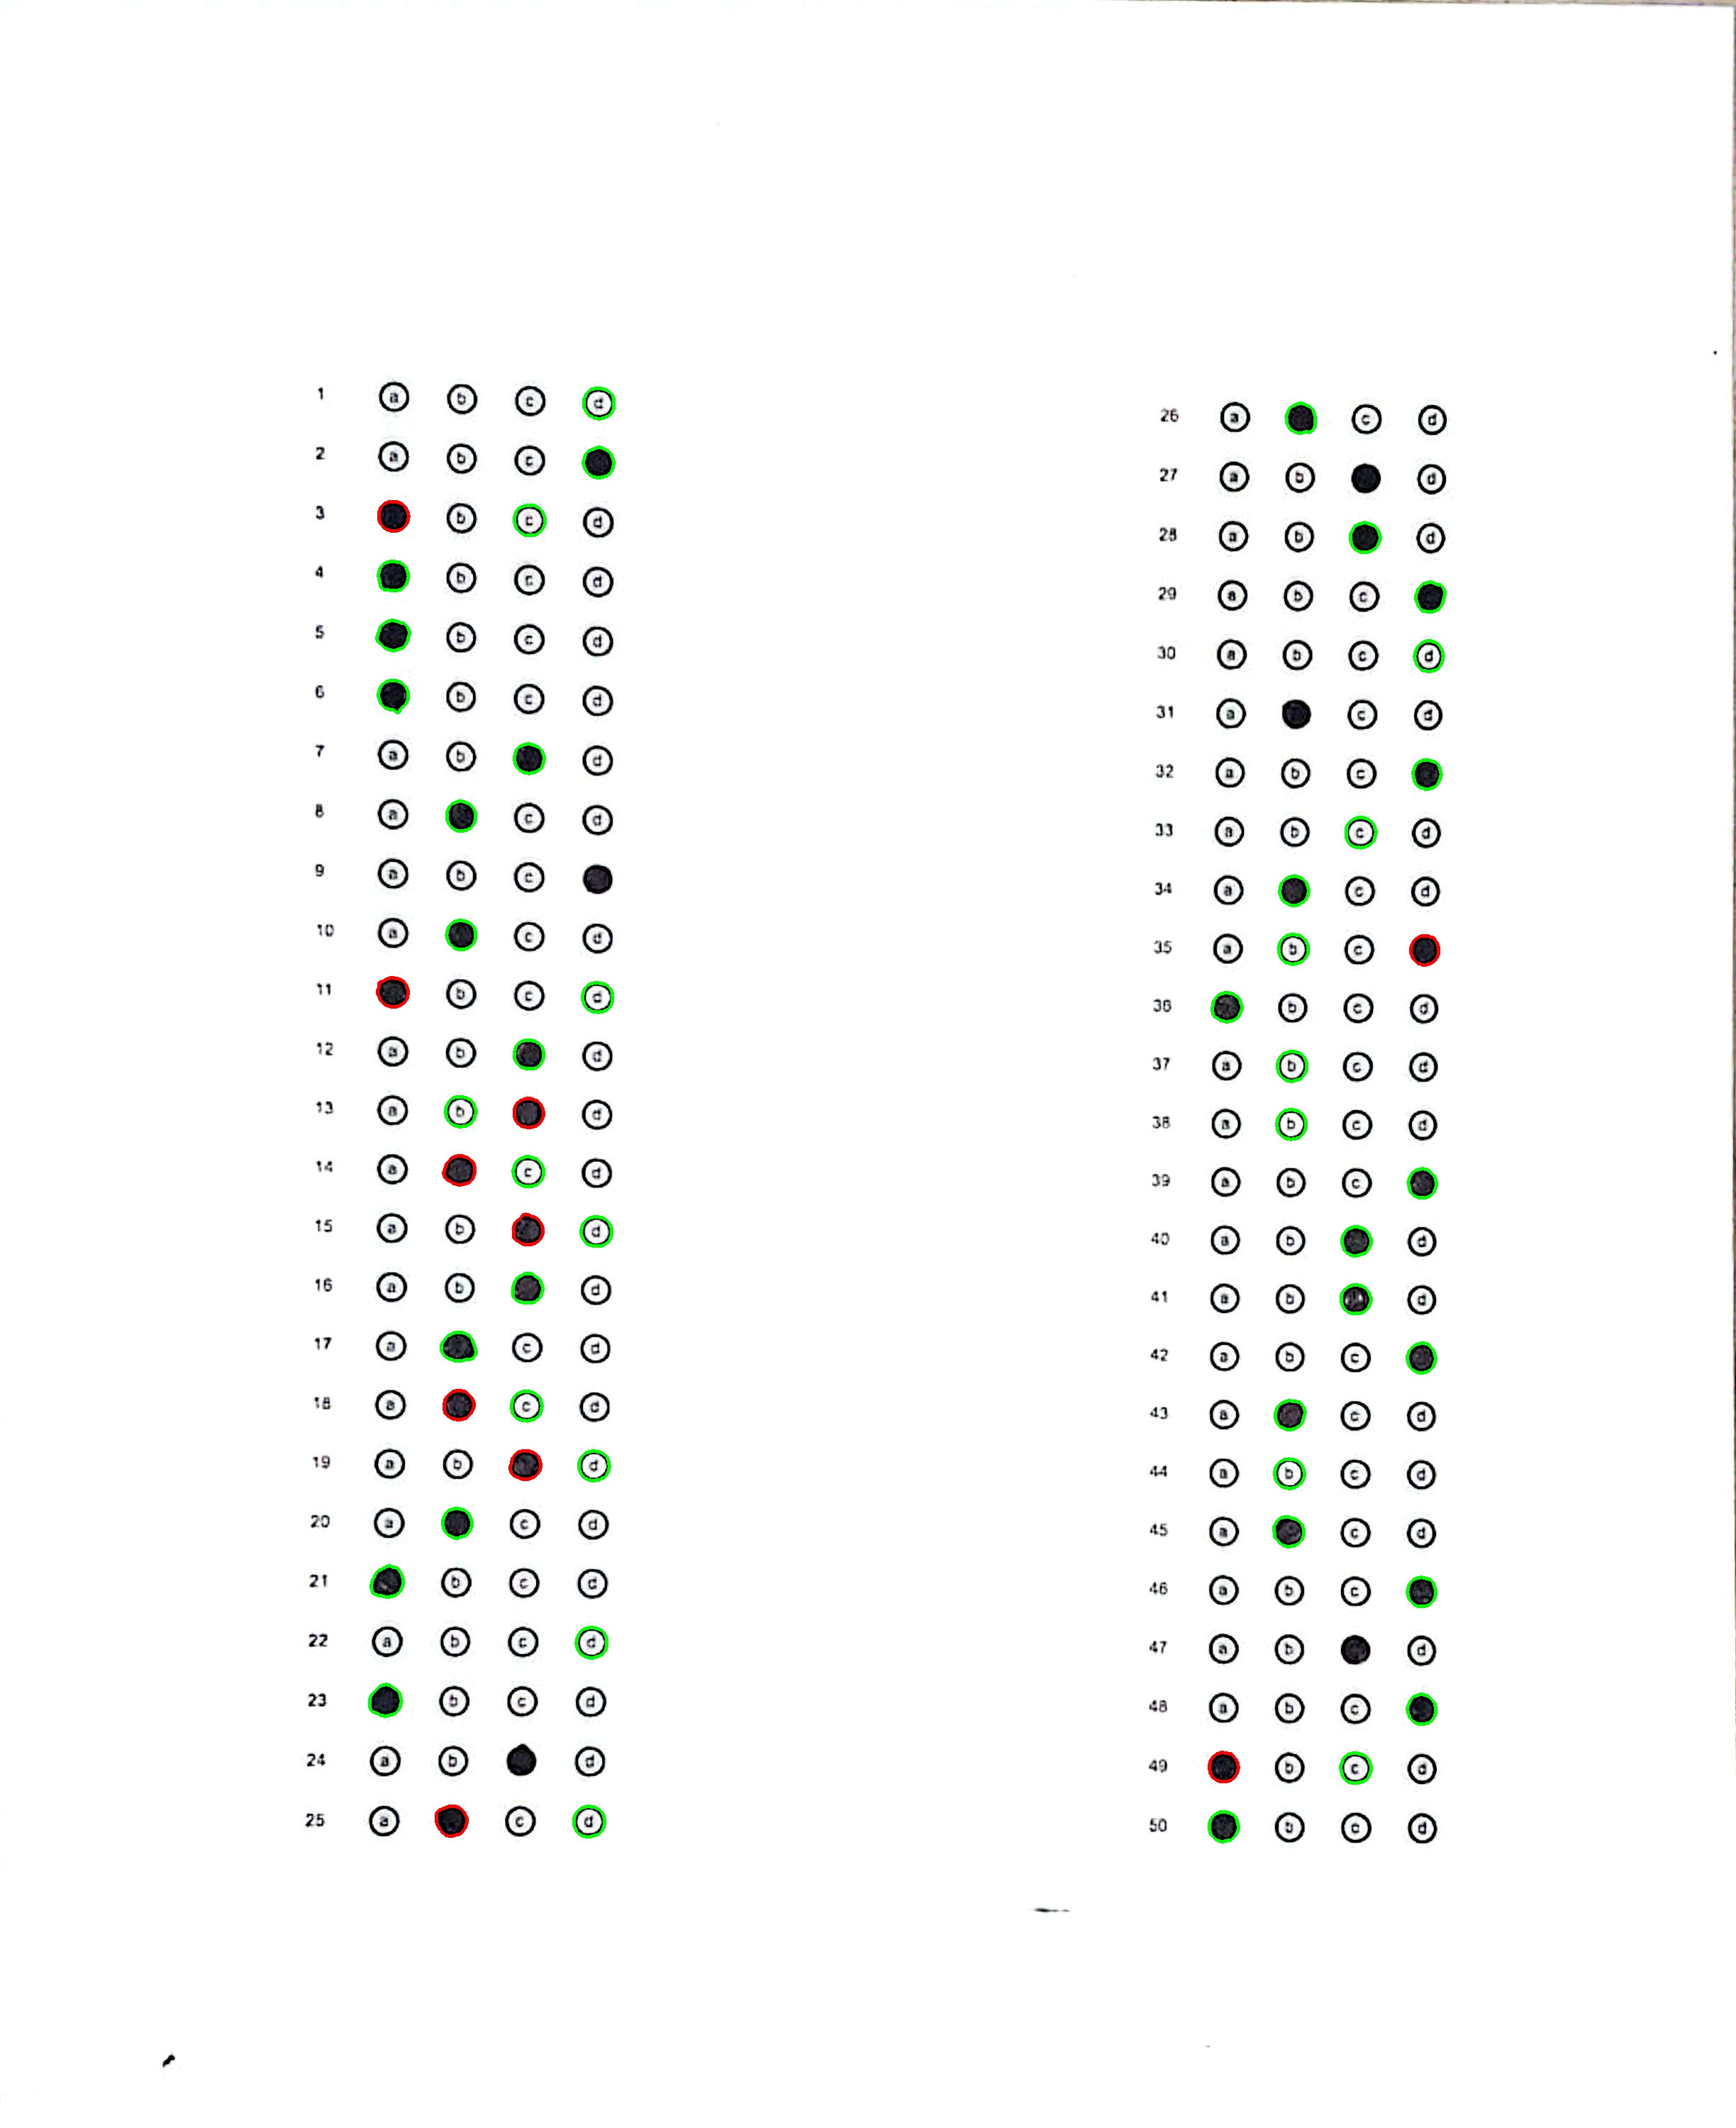 1 a b c d
2 a b c
3 b c d
4 b c d
5 b c d
6 b c d
7 a b d
8 a c d
9 a b c
10 a c d
11 b c d
12 a b d
13 a b d
14 a c d
15 a b d
16 a b d
17 a c d
18 a c d
19 a b d
20 a c d
21 b c d
22 a b c d
23 b c d
24 a b d
25 a c d
26 a c d
27 a b d
28 a b d
29 a b c
30 a b c d
31 a c d
32 a b c
33 a b c d
34 a c d
35 a b c
36 b c d
37 a b c d
38 a b c d
39 a b c
40 a b d
41 a b d
42 a b c
43 a c d
44 a b c d
45 a c d
46 a b c
47 a b d
48 a b c
49 b c d
50 b c d